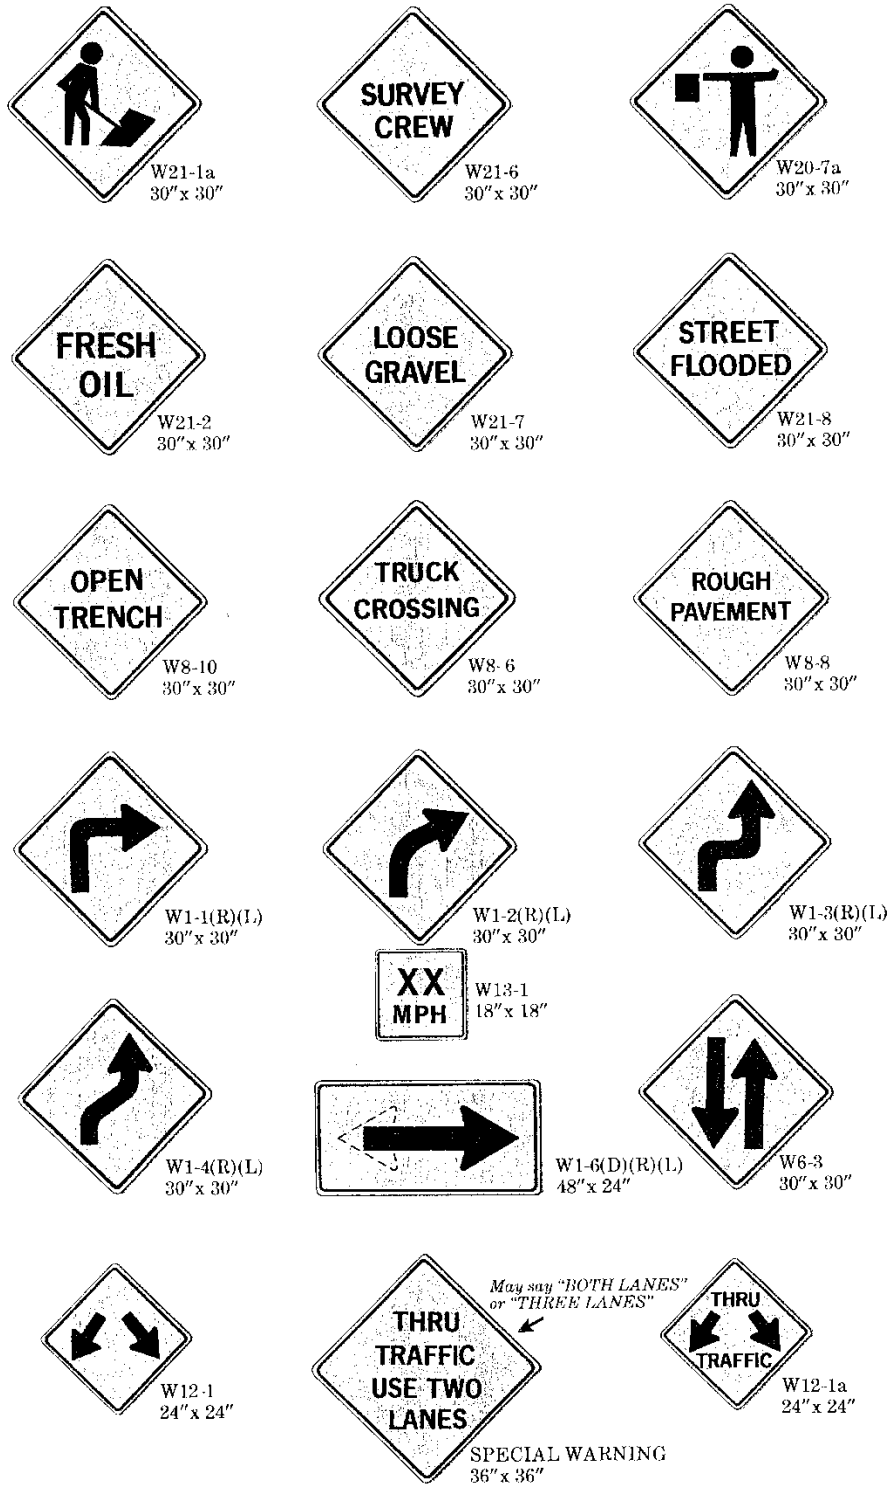 W21-1a
30"x 30"
SURVEY
CREW
W21-6
30"x 30"
W20-7a
30"x 30"
FRESH
OIL
W21-2
30"x 30"
LOOSE
GRAVEL
W21-7
30"x 30"
STREET
FLOODED
W21-8
30"x 30"
OPEN
TRENCH
W8-10
30"x 30"
TRUCK
CROSSING
W8-6
30"x 30"
ROUGH
PAVEMENT
W8-8
30"x 30"
W1-1(R)(L)
30"x 30"
W1-2(R)(L)
30"x 30"
W1-3(R)(L)
30"x 30"
XX
MPH
W13-1
18"x 18"
W1-4(R)(L)
30"x 30"
W1-6(D)(R)(L)
48"x 24"
W6-3
30"x 30"
W12-1
24"x 24"
May say "BOTH LANES"
or "THREE LANES"
THRU
TRAFFIC
USE TWO
LANES
SPECIAL WARNING
36"x 36"
THRU
TRAFFIC
W12-1a
24"x 24"